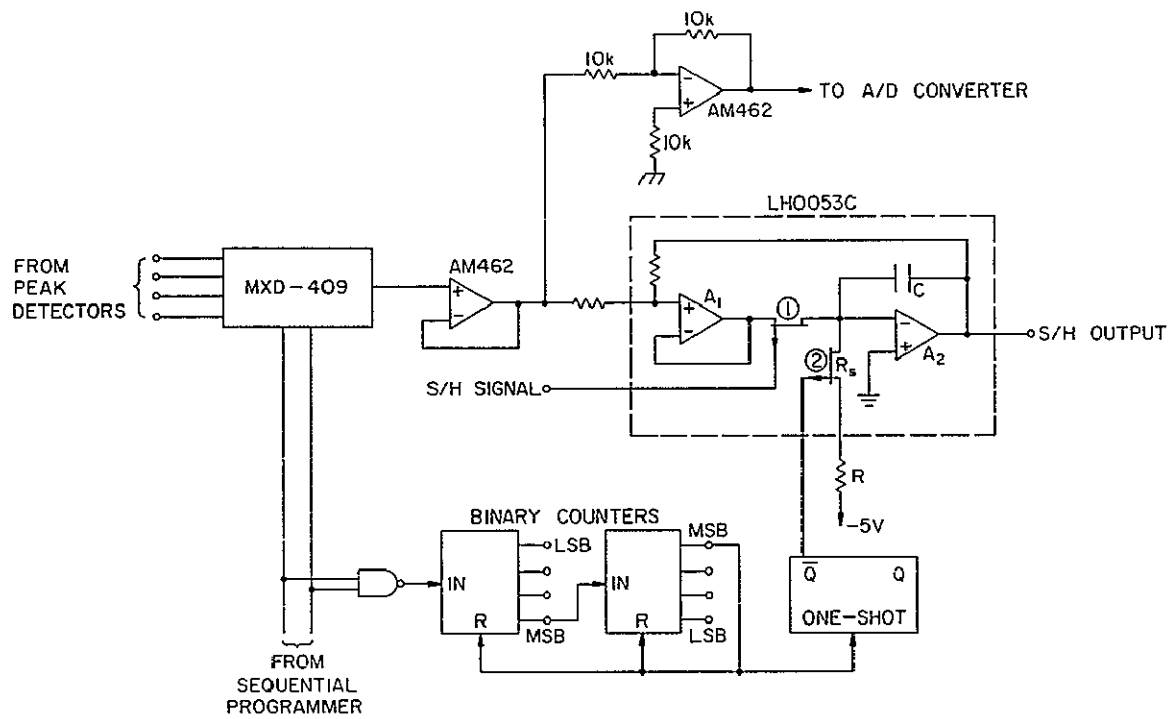 10k
10k
-
+
AM462
TO A/D CONVERTER
10k
LH0053C
FROM
PEAK
DETECTORS
MXD-409
AM462
+
-
A1
+
-
①
C
-
+
A2
S/H OUTPUT
②
Rs
S/H SIGNAL
R
-5V
BINARY COUNTERS
MSB
LSB
IN
IN
R
MSB
R
LSB
Q̅ Q
ONE-SHOT
FROM
SEQUENTIAL
PROGRAMMER